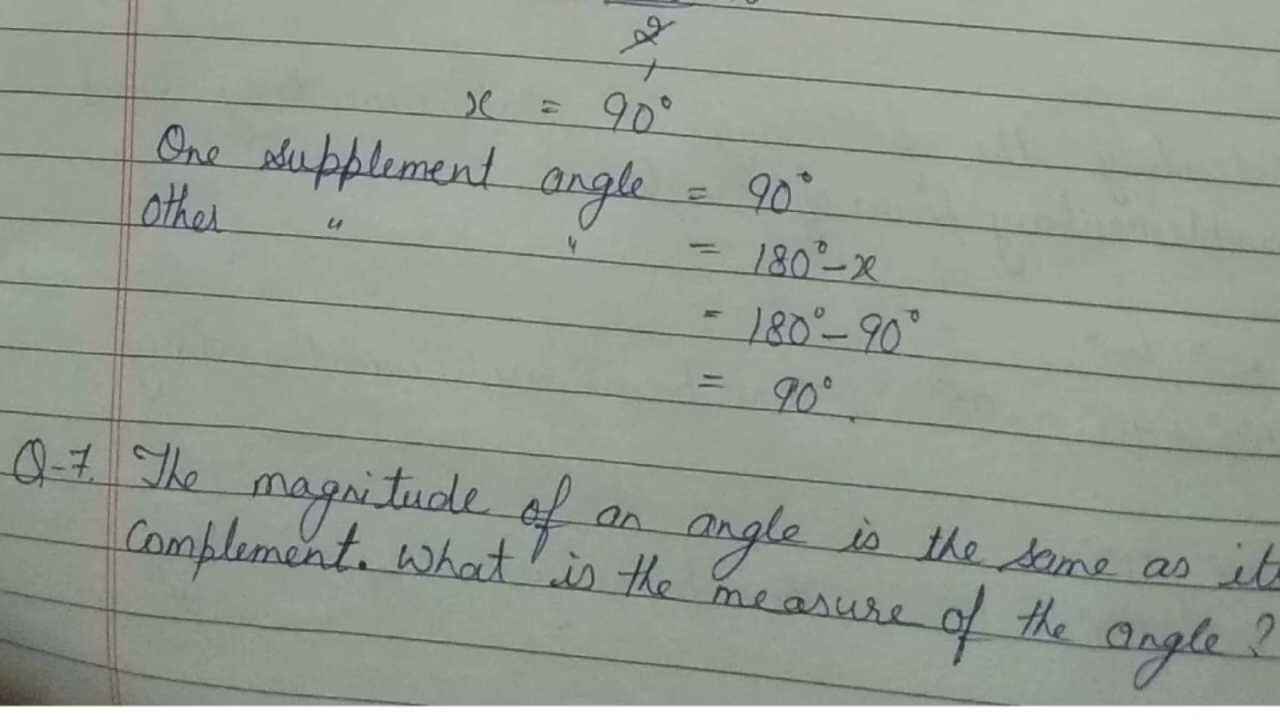 2
x = 90°
One supplement angle = 90°
Other " " = 180° - x
= 180° - 90°
= 90°.
Q-7. The magnitude of an angle is the same as its
complement. What is the measure of the angle?